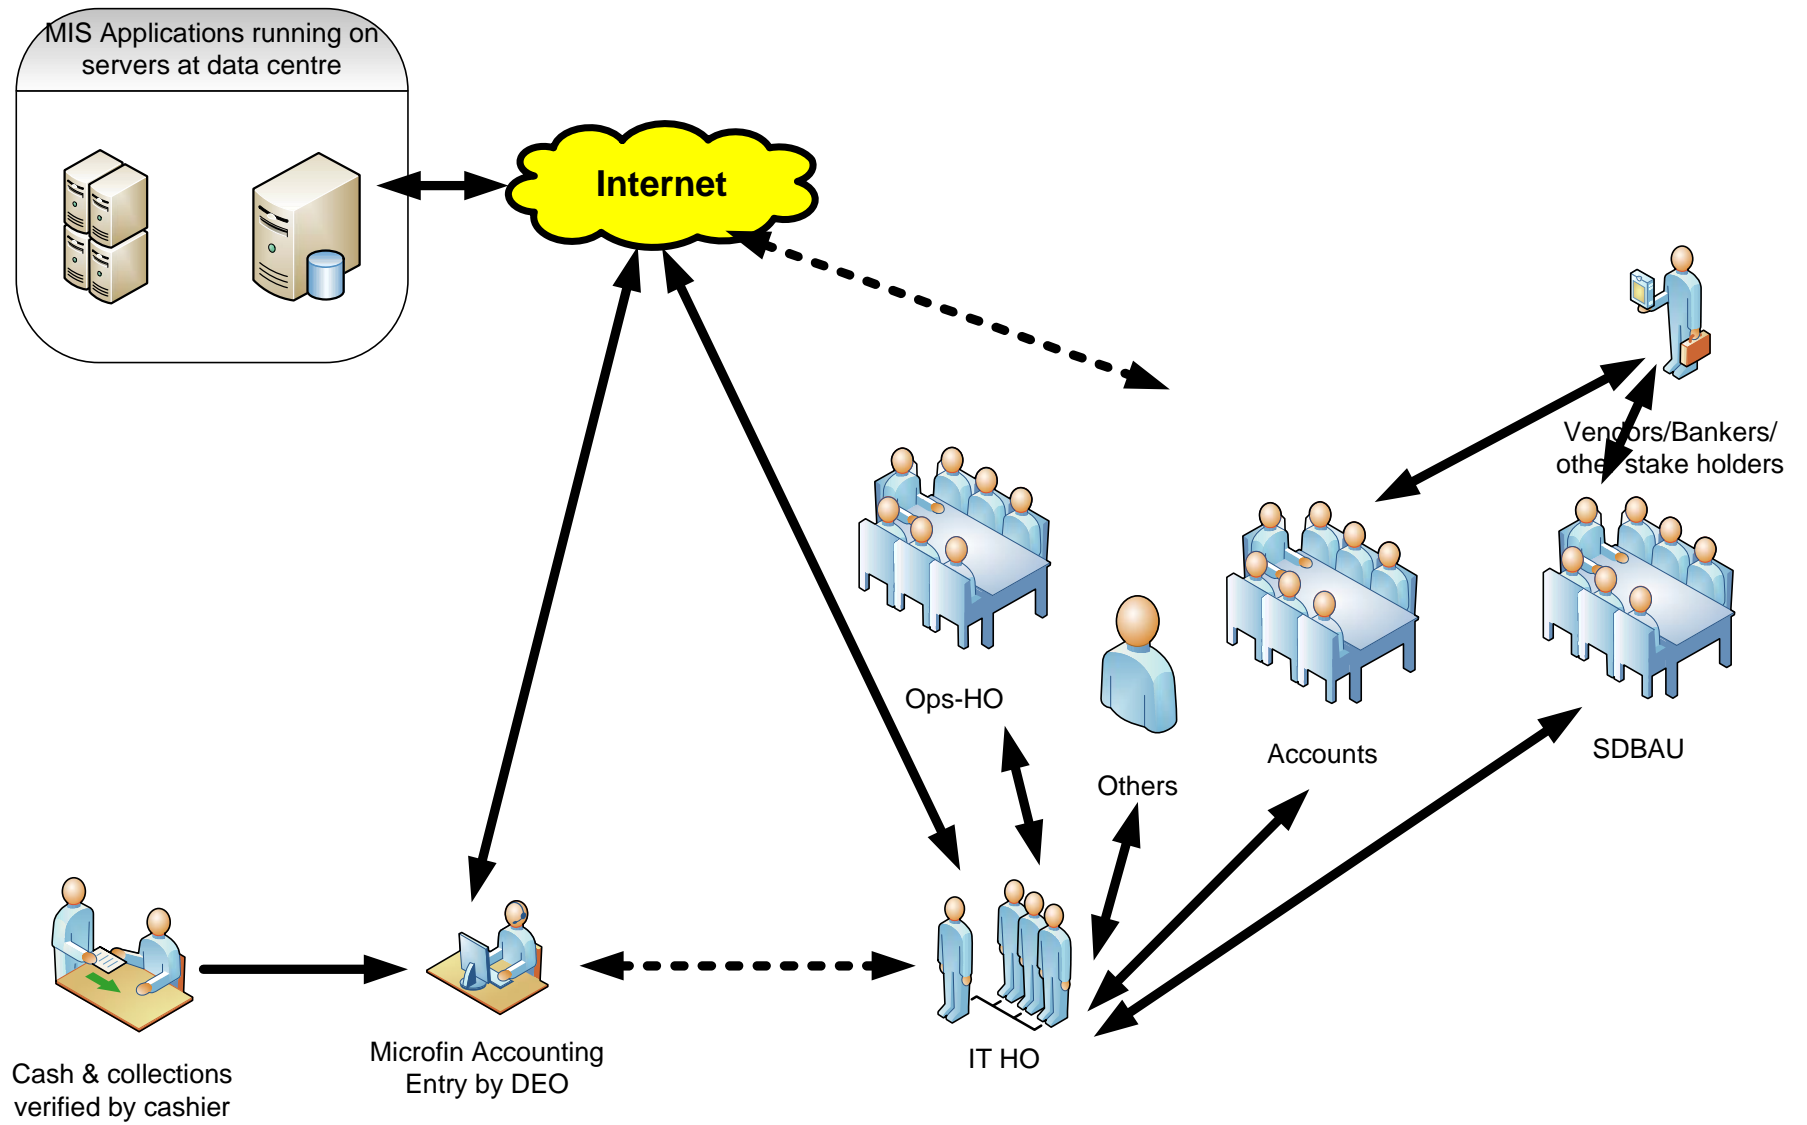 MIS Applications running on
servers at data centre
Internet
Vendors/Bankers/
other stake holders
Ops-HO
Others
Accounts
SDBAU
Cash & collections
verified by cashier
Microfin Accounting
Entry by DEO
IT HO